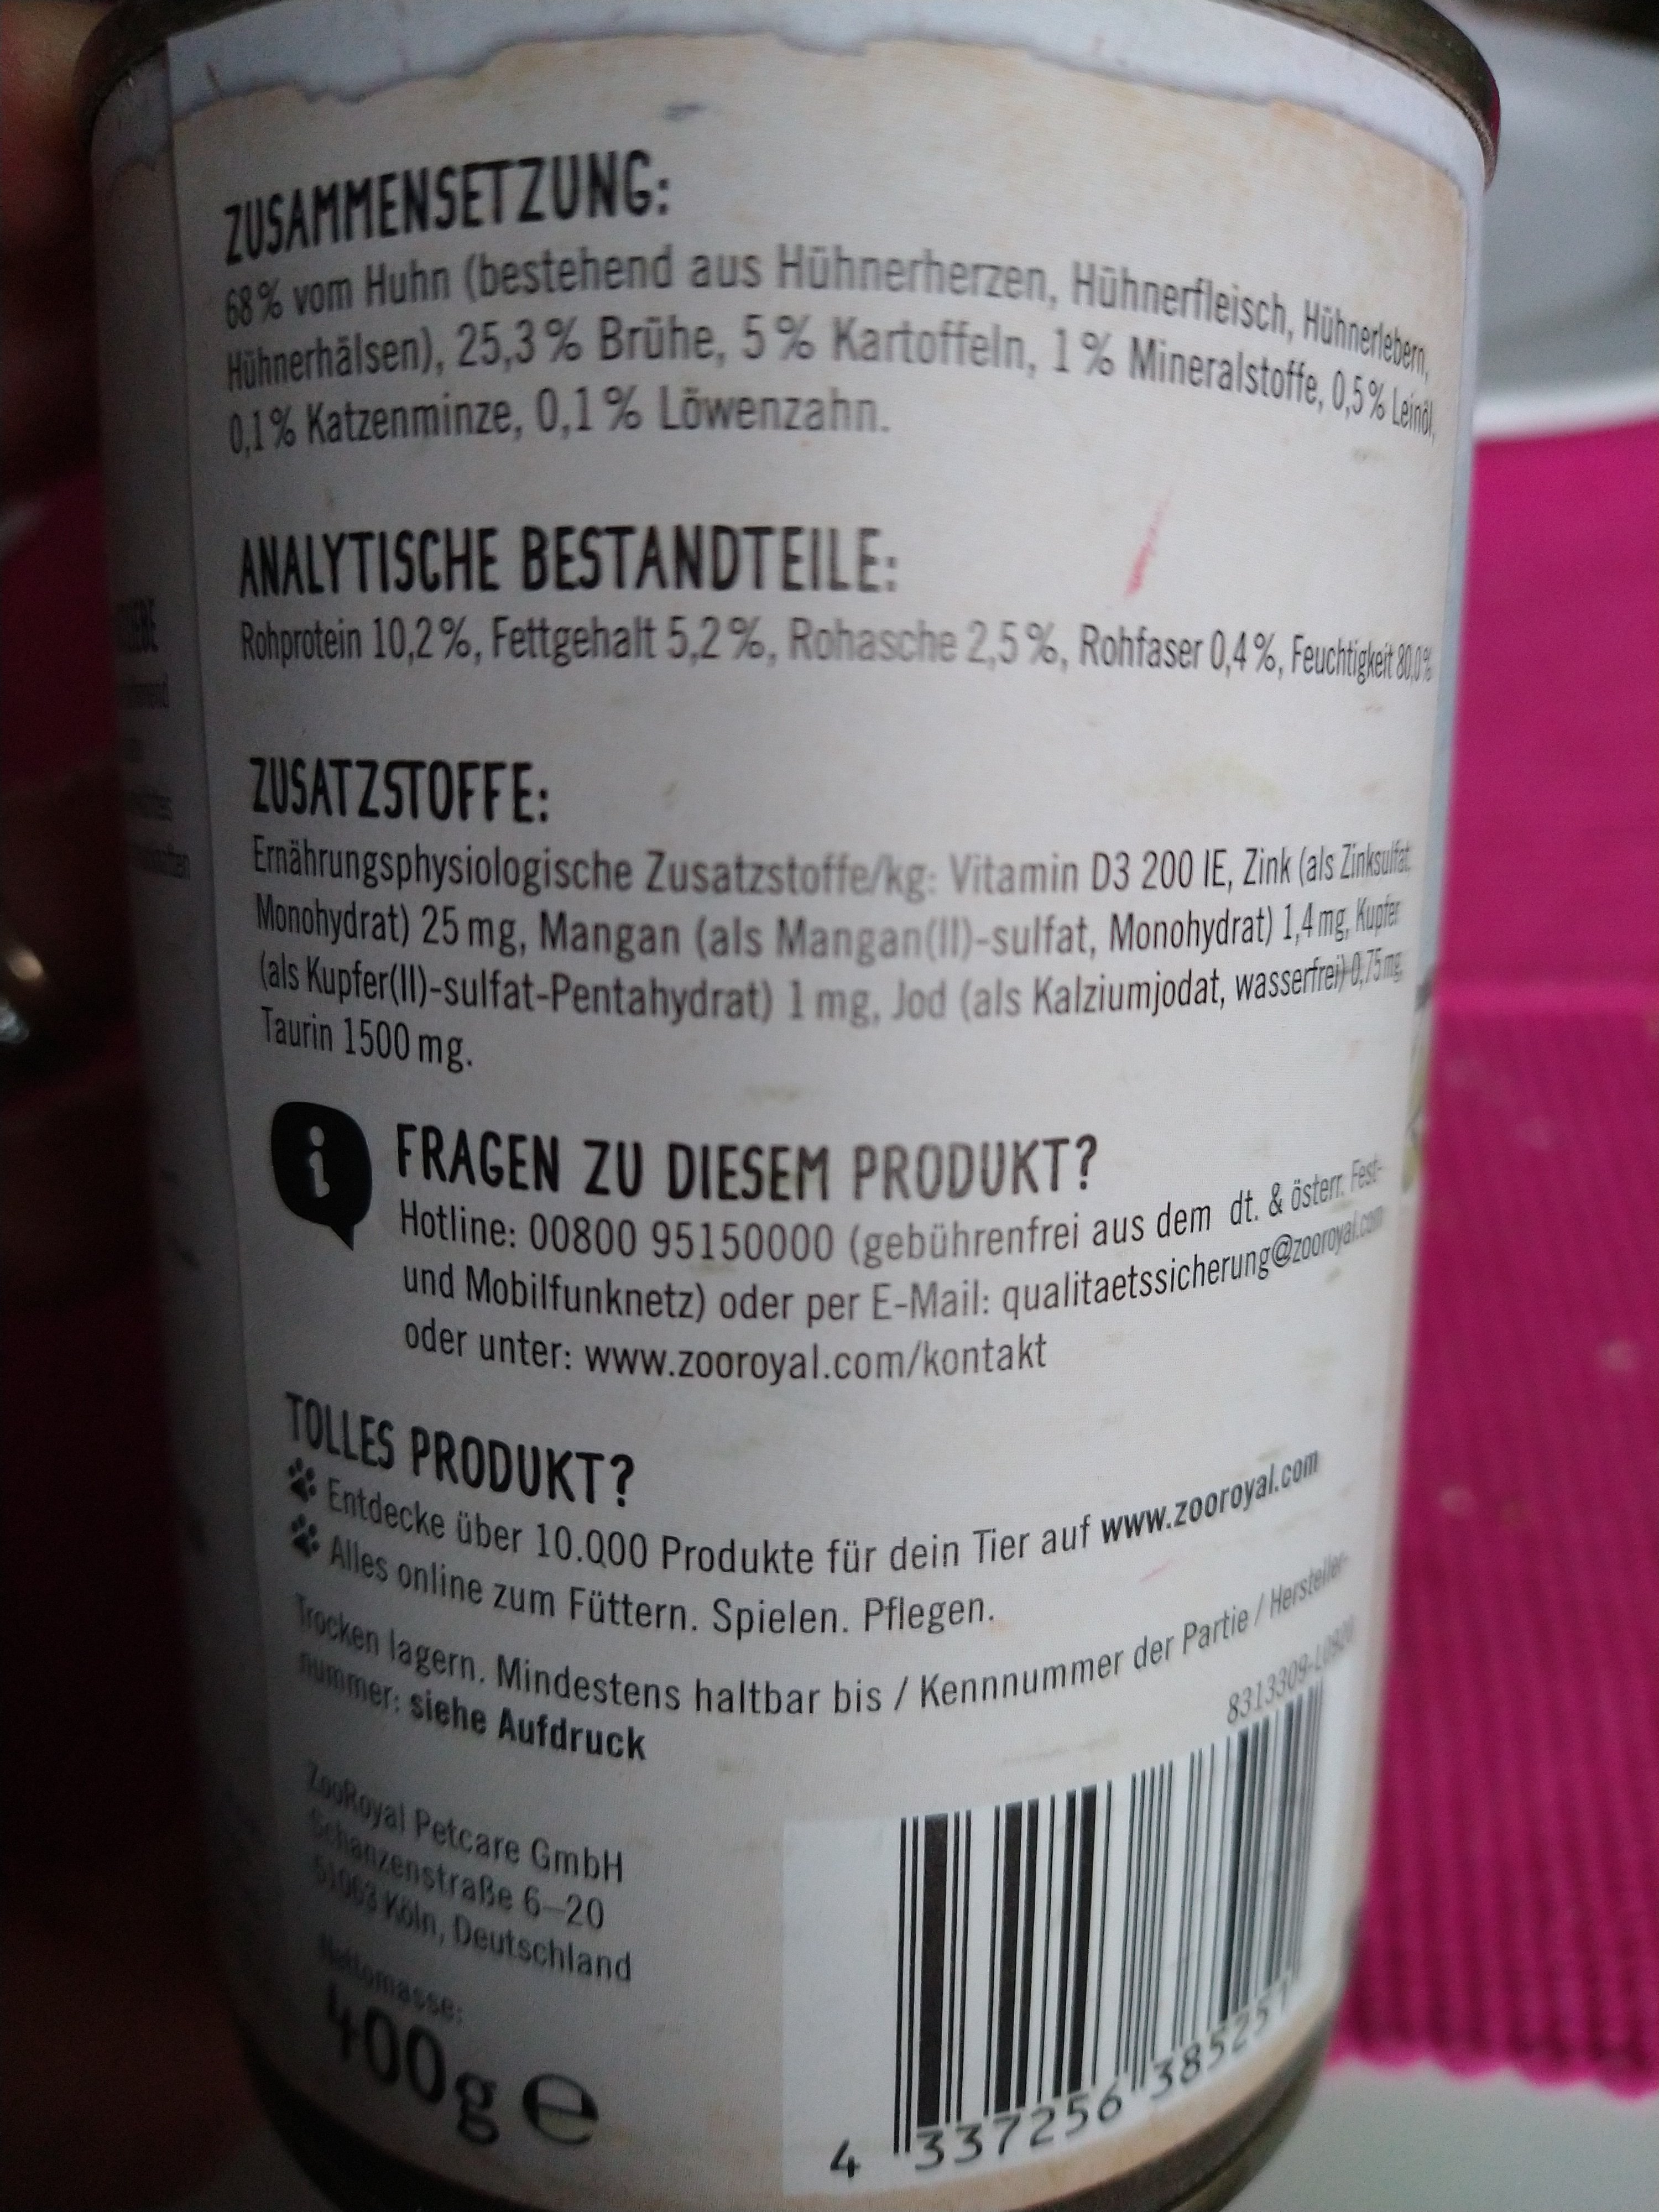 ZUSAMMENSETZUNG:
68% vom Huhn (bestehend aus Hühnerherzen, Hühnerfleisch, Hühnerlebern,
Hühnerhälsen), 25,3% Brühe, 5% Kartoffeln, 1% Mineralstoffe, 0,5% Leinöl,
0,1% Katzenminze, 0,1% Löwenzahn.
ANALYTISCHE BESTANDTEILE:
Rohprotein 10,2%, Fettgehalt 5,2%, Rohasche 2,5%, Rohfaser 0,4%, Feuchtigkeit 80,0%
ZUSATZSTOFFE:
Ernährungsphysiologische Zusatzstoffe/kg: Vitamin D3 200 IE, Zink (als Zinksulfat,
Monohydrat) 25 mg, Mangan (als Mangan(II)-sulfat, Monohydrat) 1,4 mg, Kupfer
(als Kupfer(II)-sulfat-Pentahydrat) 1 mg, Jod (als Kalziumjodat, wasserfrei) 0,75 mg,
Taurin 1500 mg.
i FRAGEN ZU DIESEM PRODUKT?
Hotline: 00800 95150000 (gebührenfrei aus dem dt. & österr. Fest-
und Mobilfunknetz) oder per E-Mail: qualitaetssicherung@zooroyal.com
oder unter: www.zooroyal.com/kontakt
TOLLES PRODUKT?
Entdecke über 10.000 Produkte für dein Tier auf www.zooroyal.com
Alles online zum Füttern. Spielen. Pflegen.
Trocken lagern. Mindestens haltbar bis / Kennnummer der Partie / Hersteller-
nummer: siehe Aufdruck
8313309-L0820
ZooRoyal Petcare GmbH
Schanzenstraße 6–20
51063 Köln, Deutschland
Nettomasse:
400g e
4 337256 385251